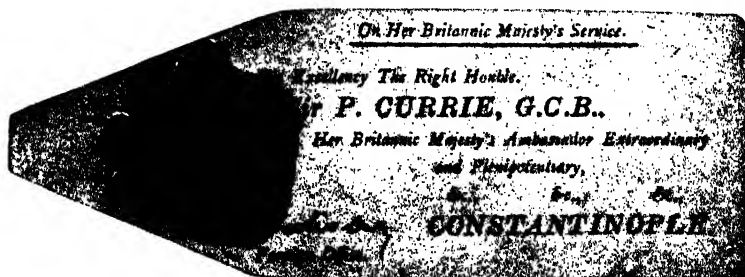 On Her Britannic Majesty's Service.
Excellency The Right Honble.
P. CURRIE, G.C.B.,
Her Britannic Majesty's Ambassador Extraordinary
and Plenipotentiary,
&c., &c., &c.,
CONSTANTINOPLE.